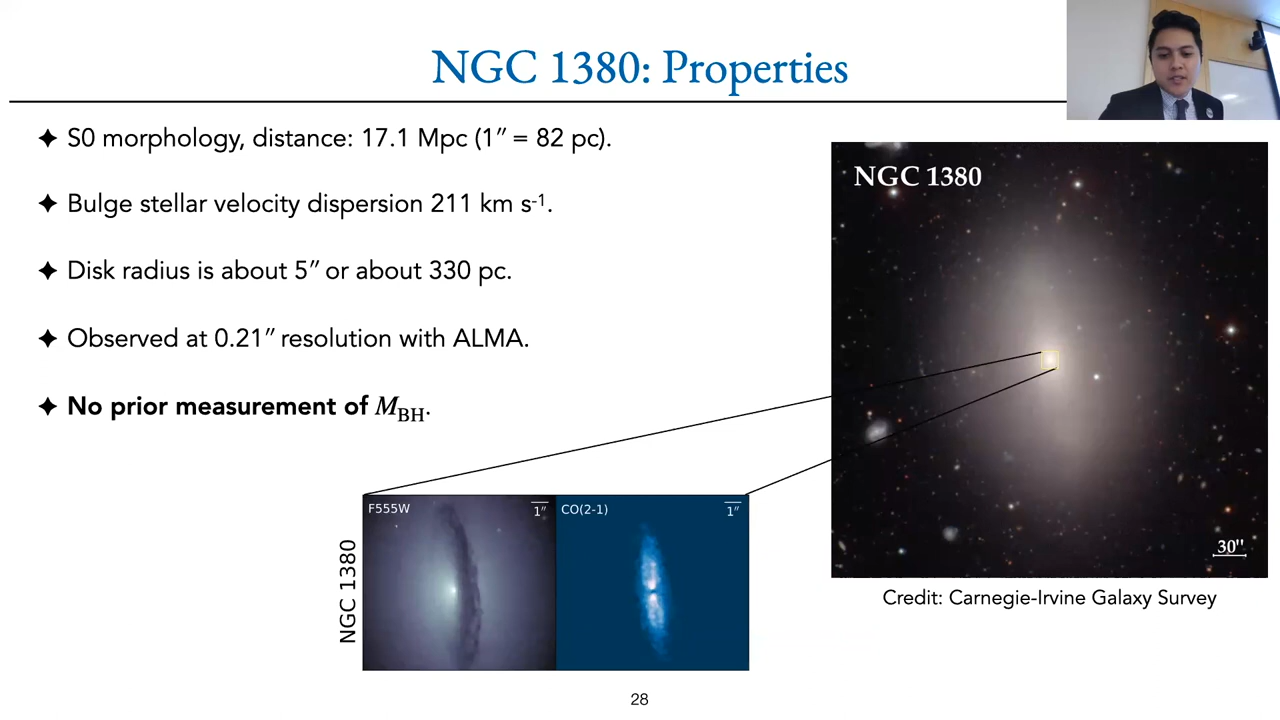 NGC 1380: Properties
✦ S0 morphology, distance: 17.1 Mpc (1″ = 82 pc).
✦ Bulge stellar velocity dispersion 211 km s⁻¹.
✦ Disk radius is about 5″ or about 330 pc.
✦ Observed at 0.21″ resolution with ALMA.
✦ No prior measurement of M_BH.
NGC 1380
30"
Credit: Carnegie-Irvine Galaxy Survey
NGC 1380
F555W
1″
CO(2-1)
1″
28